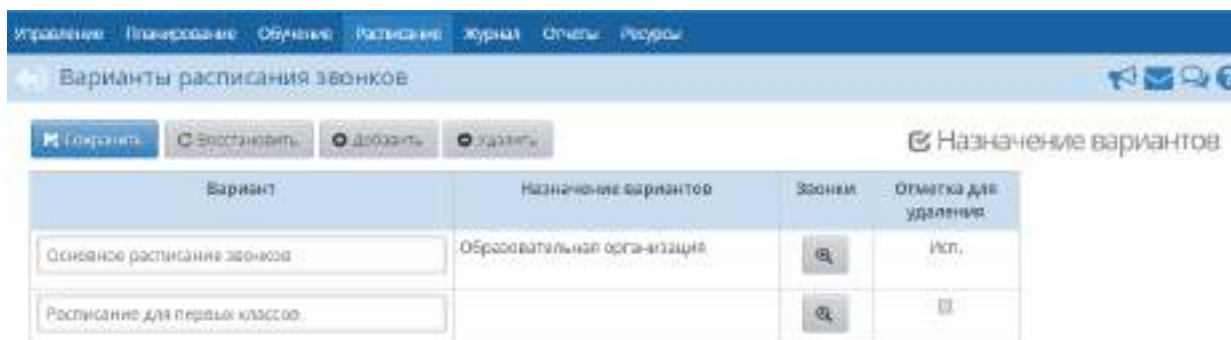 Управление Планирование Обучение Расписание Журнал Отчеты Ресурсы
Варианты расписания звонков
Сохранить Восстановить Добавить Удалить Назначение вариантов
Вариант Назначение вариантов Звонки Отметка для
удаления
Основное расписание звонков Образовательная организация Исп.
Расписание для первых классов